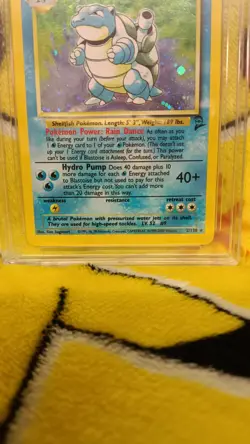 Shellfish Pokémon. Length: 5' 3", Weight: 189 lbs.
Pokémon Power: Rain Dance As often as you
like during your turn (before your attack), you may attach
1 Energy card to 1 of your Pokémon. (This doesn't
use up your 1 Energy card attachment for the turn.) This power
can't be used if Blastoise is Asleep, Confused, or Paralyzed.
Hydro Pump Does 40 damage plus 10
more damage for each Energy attached
to Blastoise but not used to pay for this
attack's Energy cost. You can't add more
than 20 damage in this way.
40+
weakness resistance retreat cost
A brutal Pokémon with pressurized water jets on its shell.
They are used for high-speed tackles. LV. 52 #9
2/130